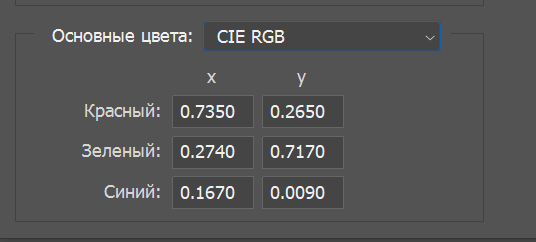 Основные цвета: CIE RGB
x y
Красный: 0.7350 0.2650
Зеленый: 0.2740 0.7170
Синий: 0.1670 0.0090